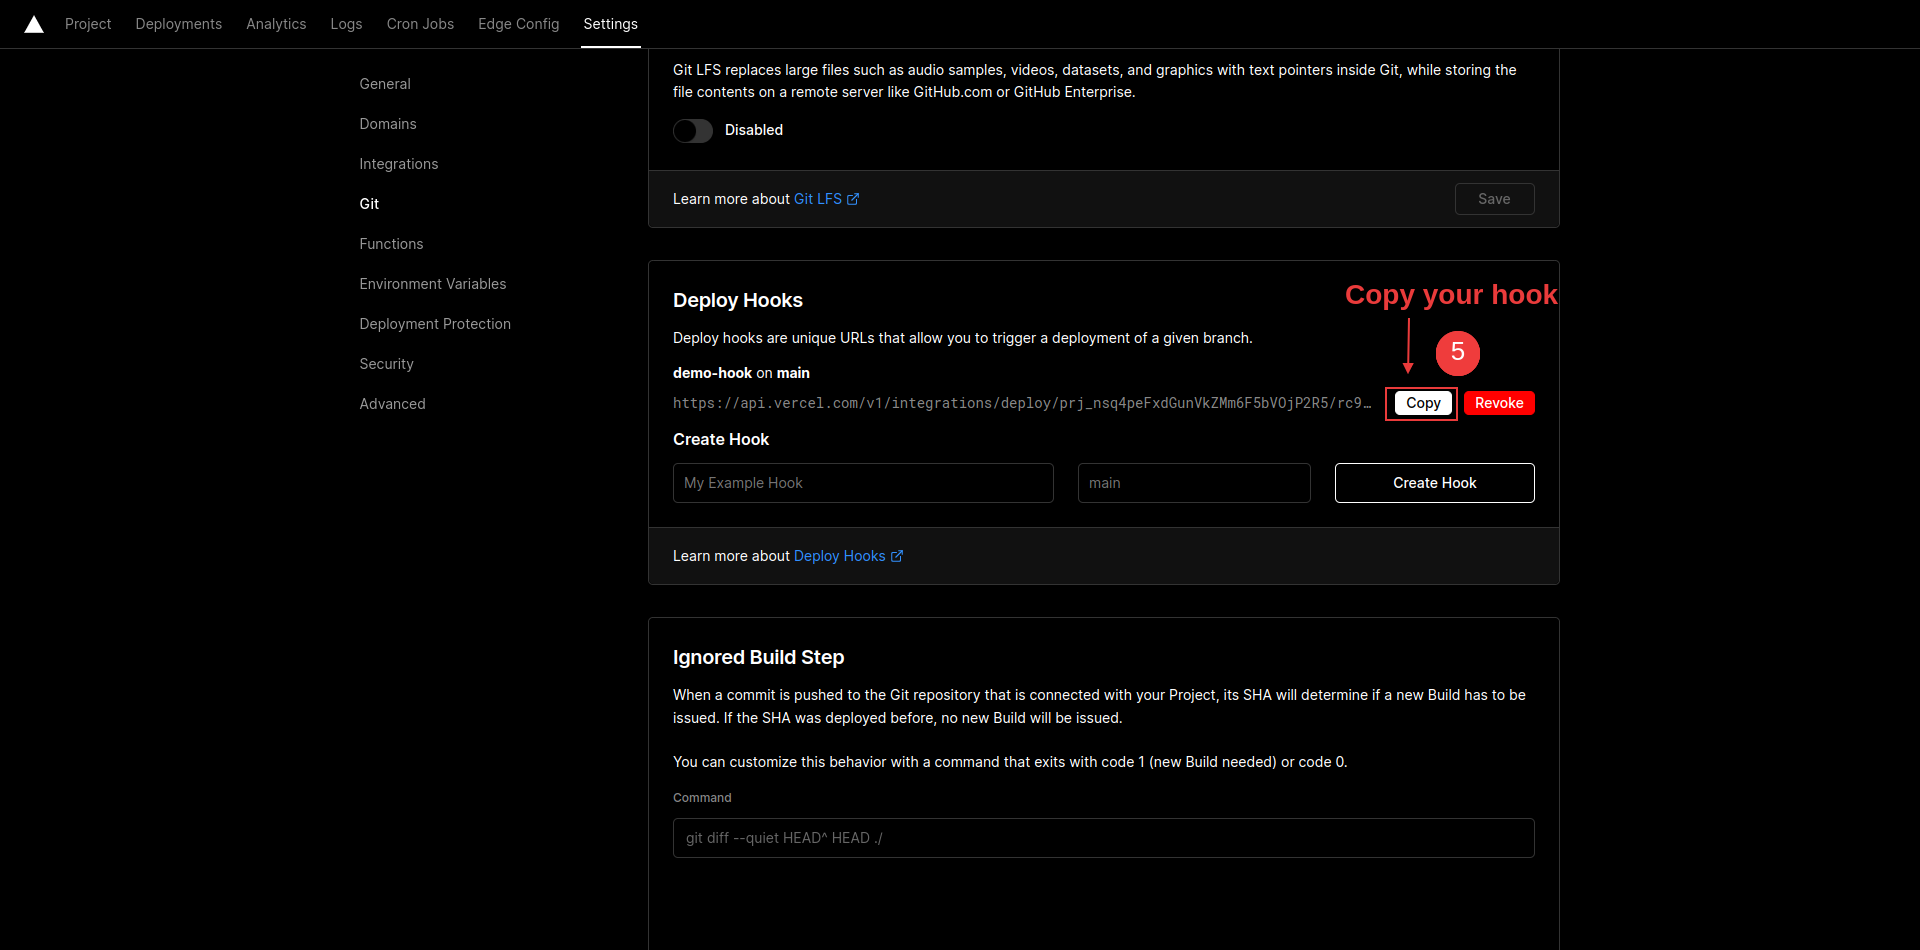 Project Deployments Analytics Logs Cron Jobs Edge Config Settings
General
Domains
Integrations
Git
Functions
Environment Variables
Deployment Protection
Security
Advanced
Git LFS replaces large files such as audio samples, videos, datasets, and graphics with text pointers inside Git, while storing the
file contents on a remote server like GitHub.com or GitHub Enterprise.
Disabled
Learn more about Git LFS
Save
Deploy Hooks
Copy your hook
Deploy hooks are unique URLs that allow you to trigger a deployment of a given branch.
5
demo-hook on main
https://api.vercel.com/v1/integrations/deploy/prj_nsq4peFxdGunVkZMm6F5bVOjP2R5/rc9…
Copy
Revoke
Create Hook
My Example Hook
main
Create Hook
Learn more about Deploy Hooks
Ignored Build Step
When a commit is pushed to the Git repository that is connected with your Project, its SHA will determine if a new Build has to be
issued. If the SHA was deployed before, no new Build will be issued.
You can customize this behavior with a command that exits with code 1 (new Build needed) or code 0.
Command
git diff --quiet HEAD^ HEAD ./